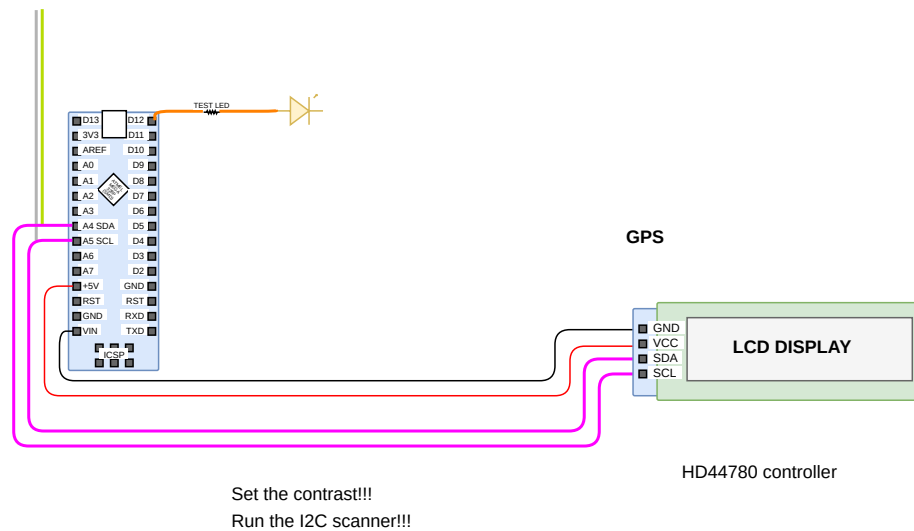 TEST LED
D13 D12
3V3 D11
AREF D10
A0 D9
A1 D8
A2 D7
A3 D6
A4 SDA D5
A5 SCL D4
A6 D3
A7 D2
+5V GND
RST RST
GND RXD
VIN TXD
ICSP
GPS
GND
VCC
SDA
SCL
LCD DISPLAY
HD44780 controller
Set the contrast!!!
Run the I2C scanner!!!